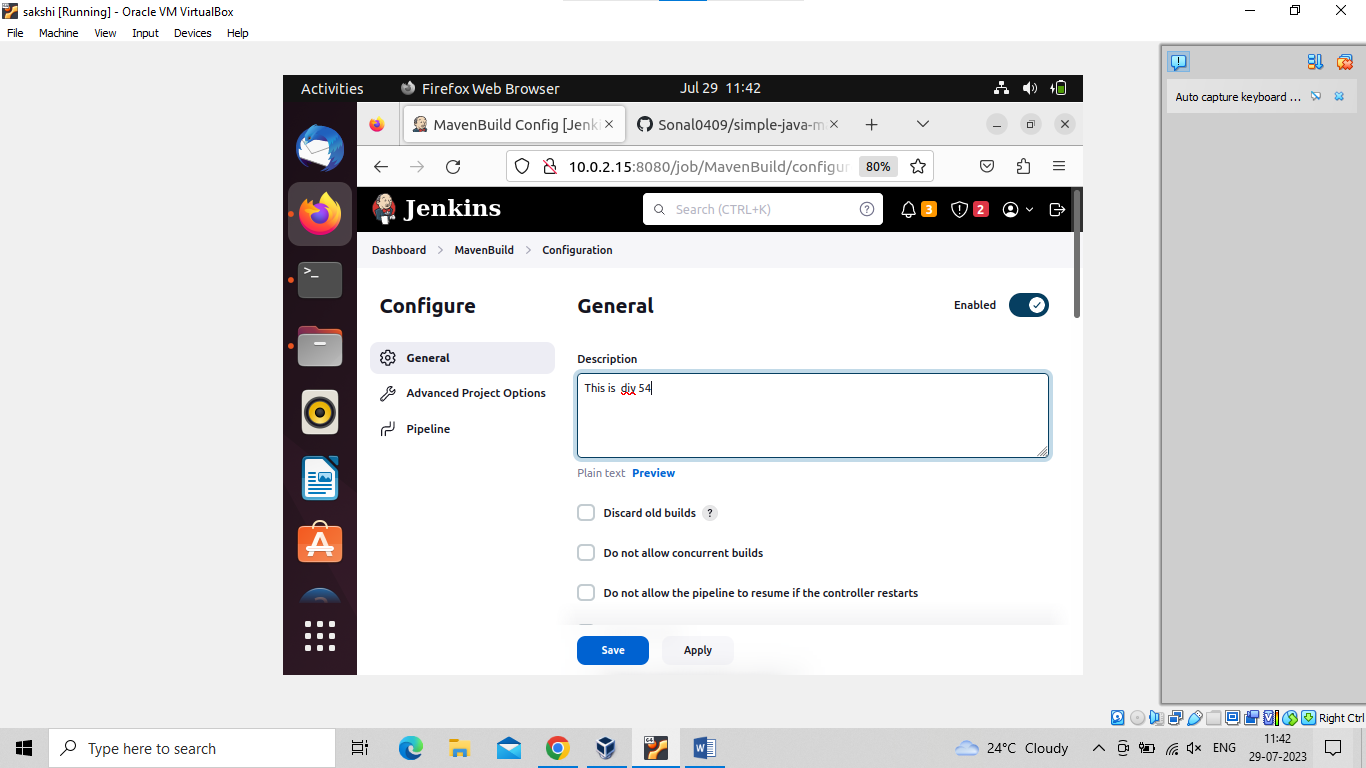 sakshi [Running] - Oracle VM VirtualBox
File Machine View Input Devices Help
Auto capture keyboard ...
Activities Firefox Web Browser Jul 29 11:42
MavenBuild Config [Jenki Sonal0409/simple-java-m
10.0.2.15:8080/job/MavenBuild/configur 80%
Jenkins Search (CTRL+K) ? 3 2
Dashboard MavenBuild Configuration
Configure
General
Advanced Project Options
Pipeline
General Enabled
Description
This is  div 54
Plain text Preview
Discard old builds ?
Do not allow concurrent builds
Do not allow the pipeline to resume if the controller restarts
Save Apply
Right Ctrl
Type here to search 64 24°C Cloudy ENG 11:42
29-07-2023